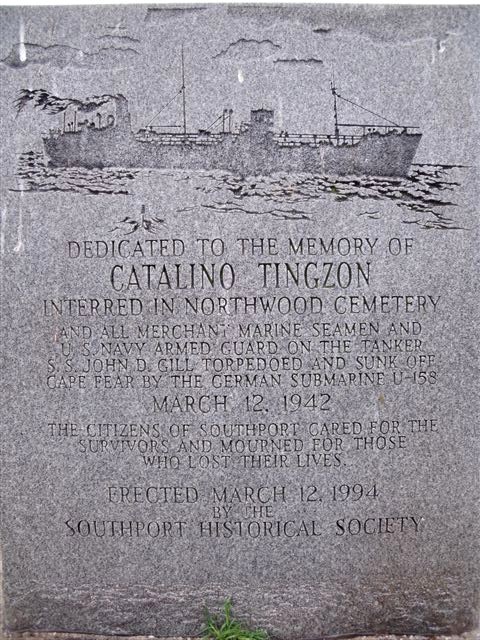 DEDICATED TO THE MEMORY OF
CATALINO TINGZON
INTERRED IN NORTHWOOD CEMETERY
AND ALL MERCHANT MARINE SEAMEN AND
U.S. NAVY ARMED GUARD ON THE TANKER
S.S. JOHN D. GILL TORPEDOED AND SUNK OFF
CAPE FEAR BY THE GERMAN SUBMARINE U-158
MARCH 12, 1942
THE CITIZENS OF SOUTHPORT CARED FOR THE
SURVIVORS AND MOURNED FOR THOSE
WHO LOST THEIR LIVES...
ERECTED MARCH 12, 1994
BY THE
SOUTHPORT HISTORICAL SOCIETY